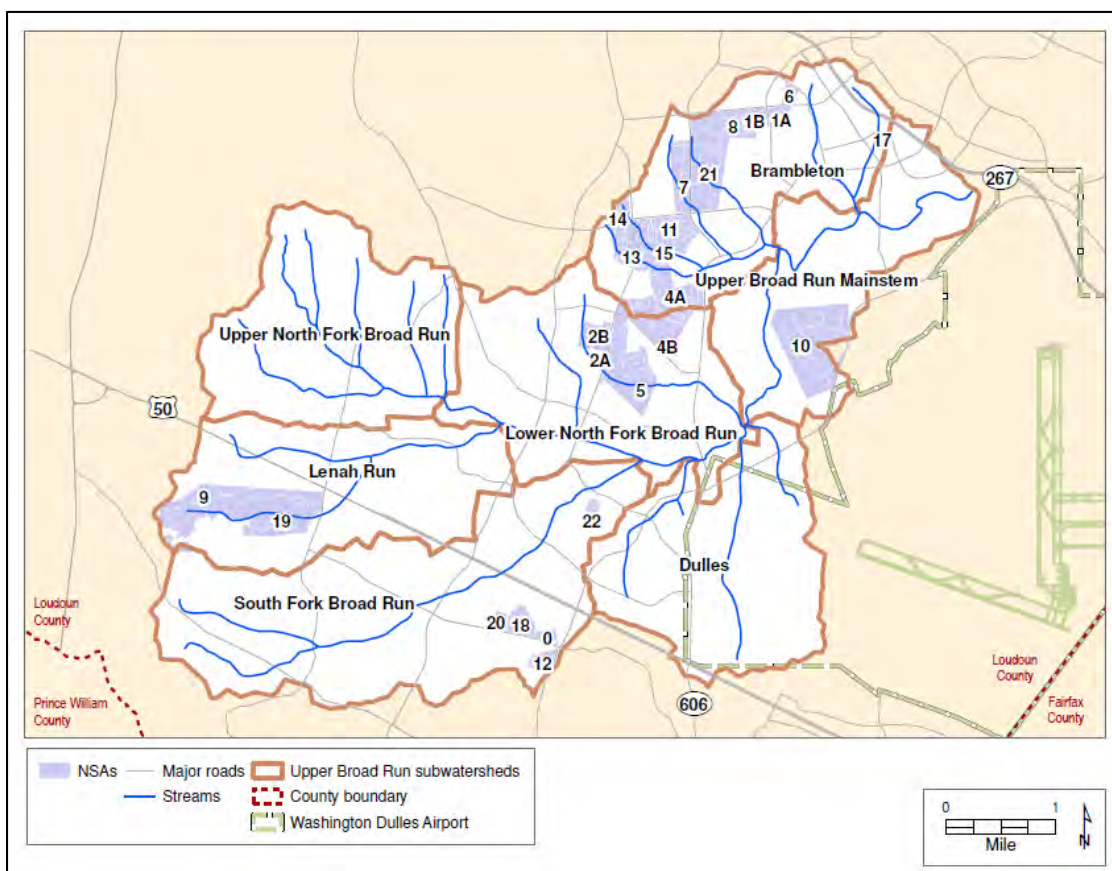 6
1B
1A
8
17
Brambleton
267
21
7
14
11
13
15
Upper Broad Run Mainstem
4A
Upper North Fork Broad Run
2B
4B
10
2A
5
50
Lower North Fork Broad Run
Lenah Run
9
19
22
Dulles
South Fork Broad Run
20
18
0
12
Loudoun
County
Prince William
County
606
Loudoun
County
Fairfax
County
NSAs
Major roads
Upper Broad Run subwatersheds
Streams
County boundary
Washington Dulles Airport
0
1
Mile
N